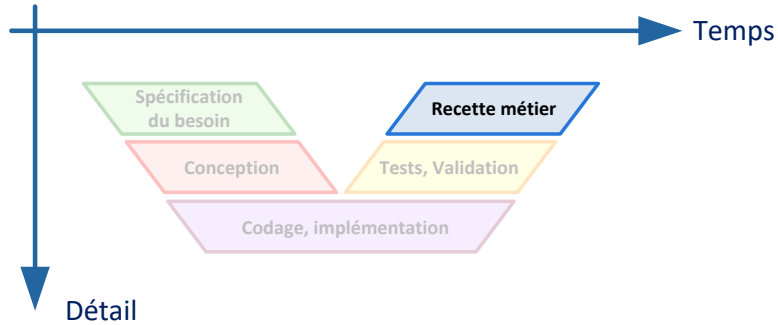 Temps
Spécification
du besoin
Recette métier
Conception
Tests, Validation
Codage, implémentation
Détail